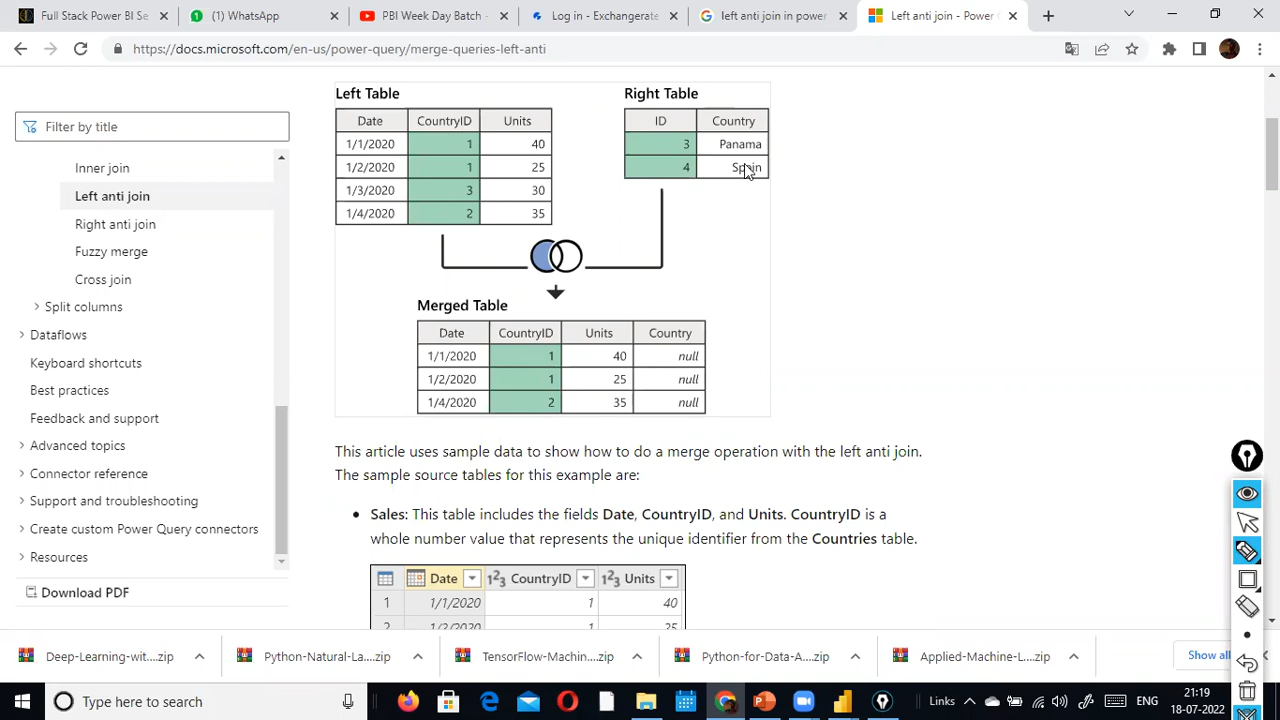 Full Stack Power BI Se
(1) WhatsApp
PBI Week Day Batch -
Log in - Exchangerate
left anti join in power
Left anti join - Power
https://docs.microsoft.com/en-us/power-query/merge-queries-left-anti
Filter by title
Inner join
Left anti join
Right anti join
Fuzzy merge
Cross join
Split columns
Dataflows
Keyboard shortcuts
Best practices
Feedback and support
Advanced topics
Connector reference
Support and troubleshooting
Create custom Power Query connectors
Resources
Download PDF
Left Table
Date CountryID Units
1/1/2020 1 40
1/2/2020 1 25
1/3/2020 3 30
1/4/2020 2 35
Right Table
ID Country
3 Panama
4 Spain
Merged Table
Date CountryID Units Country
1/1/2020 1 40 null
1/2/2020 1 25 null
1/4/2020 2 35 null
This article uses sample data to show how to do a merge operation with the left anti join.
The sample source tables for this example are:
• Sales: This table includes the fields Date, CountryID, and Units. CountryID is a
whole number value that represents the unique identifier from the Countries table.
Date 123 CountryID 123 Units
1 1/1/2020 1 40
2 1/2/2020 1 25
Deep-Learning-wit....zip
Python-Natural-La....zip
TensorFlow-Machin....zip
Python-for-Data-A....zip
Applied-Machine-L....zip
Show all
Type here to search
Links
ENG
21:19
18-07-2022